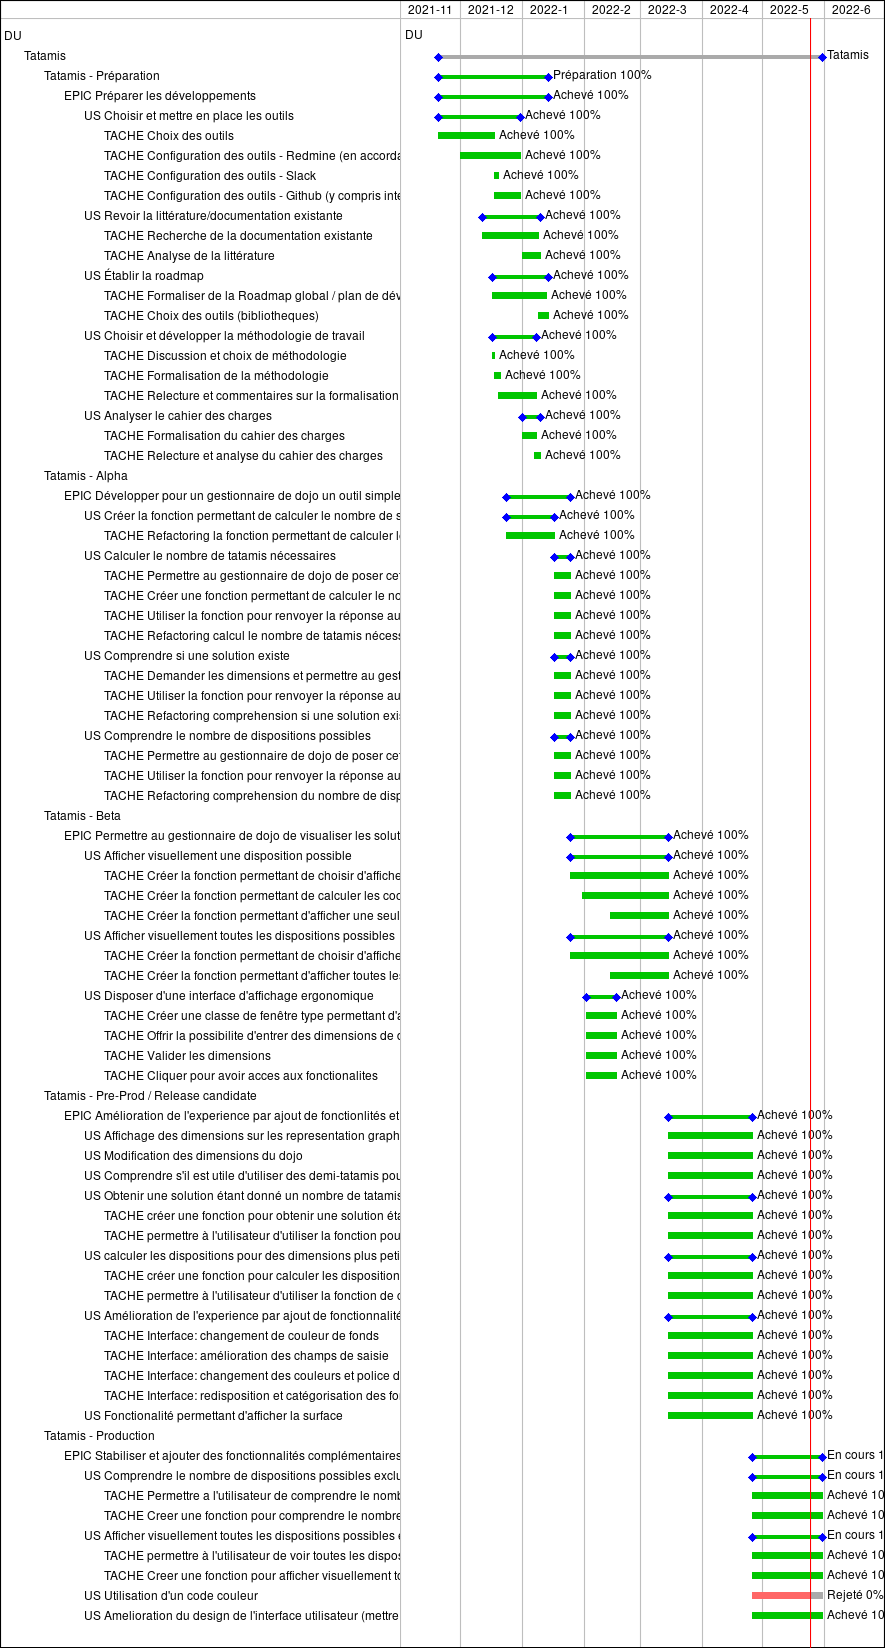 2021-11 2021-12 2022-1 2022-2 2022-3 2022-4 2022-5 2022-6
DU DU
Tatamis Tatamis
Tatamis - Préparation Préparation 100%
EPIC Préparer les développements Achevé 100%
US Choisir et mettre en place les outils Achevé 100%
TACHE Choix des outils Achevé 100%
TACHE Configuration des outils - Redmine (en accorda Achevé 100%
TACHE Configuration des outils - Slack Achevé 100%
TACHE Configuration des outils - Github (y compris inté Achevé 100%
US Revoir la littérature/documentation existante Achevé 100%
TACHE Recherche de la documentation existante Achevé 100%
TACHE Analyse de la littérature Achevé 100%
US Établir la roadmap Achevé 100%
TACHE Formaliser de la Roadmap global / plan de dév Achevé 100%
TACHE Choix des outils (bibliotheques) Achevé 100%
US Choisir et développer la méthodologie de travail Achevé 100%
TACHE Discussion et choix de méthodologie Achevé 100%
TACHE Formalisation de la méthodologie Achevé 100%
TACHE Relecture et commentaires sur la formalisation Achevé 100%
US Analyser le cahier des charges Achevé 100%
TACHE Formalisation du cahier des charges Achevé 100%
TACHE Relecture et analyse du cahier des charges Achevé 100%
Tatamis - Alpha
EPIC Développer pour un gestionnaire de dojo un outil simple Achevé 100%
US Créer la fonction permettant de calculer le nombre de s Achevé 100%
TACHE Refactoring la fonction permettant de calculer l Achevé 100%
US Calculer le nombre de tatamis nécessaires Achevé 100%
TACHE Permettre au gestionnaire de dojo de poser cet Achevé 100%
TACHE Créer une fonction permettant de calculer le no Achevé 100%
TACHE Utiliser la fonction pour renvoyer la réponse au Achevé 100%
TACHE Refactoring calcul le nombre de tatamis nécess Achevé 100%
US Comprendre si une solution existe Achevé 100%
TACHE Demander les dimensions et permettre au gest Achevé 100%
TACHE Utiliser la fonction pour renvoyer la réponse au Achevé 100%
TACHE Refactoring comprehension si une solution exi Achevé 100%
US Comprendre le nombre de dispositions possibles Achevé 100%
TACHE Permettre au gestionnaire de dojo de poser cet Achevé 100%
TACHE Utiliser la fonction pour renvoyer la réponse au Achevé 100%
TACHE Refactoring comprehension du nombre de disp Achevé 100%
Tatamis - Beta
EPIC Permettre au gestionnaire de dojo de visualiser les solut Achevé 100%
US Afficher visuellement une disposition possible Achevé 100%
TACHE Créer la fonction permettant de choisir d'affiche Achevé 100%
TACHE Créer la fonction permettant de calculer les coo Achevé 100%
TACHE Créer la fonction permettant d'afficher une seul Achevé 100%
US Afficher visuellement toutes les dispositions possibles Achevé 100%
TACHE Créer la fonction permettant de choisir d'affiche Achevé 100%
TACHE Créer la fonction permettant d'afficher toutes le Achevé 100%
US Disposer d'une interface d'affichage ergonomique Achevé 100%
TACHE Créer une classe de fenêtre type permettant d'a Achevé 100%
TACHE Offrir la possibilite d'entrer des dimensions de d Achevé 100%
TACHE Valider les dimensions Achevé 100%
TACHE Cliquer pour avoir acces aux fonctionalites Achevé 100%
Tatamis - Pre-Prod / Release candidate
EPIC Amélioration de l'experience par ajout de fonctionlités et Achevé 100%
US Affichage des dimensions sur les representation graph Achevé 100%
US Modification des dimensions du dojo Achevé 100%
US Comprendre s'il est utile d'utiliser des demi-tatamis pou Achevé 100%
US Obtenir une solution étant donné un nombre de tatamis Achevé 100%
TACHE créer une fonction pour obtenir une solution éta Achevé 100%
TACHE permettre à l'utilisateur d'utiliser la fonction pou Achevé 100%
US calculer les dispositions pour des dimensions plus peti Achevé 100%
TACHE créer une fonction pour calculer les disposition Achevé 100%
TACHE permettre à l'utilisateur d'utiliser la fonction de c Achevé 100%
US Amélioration de l'experience par ajout de fonctionnalité Achevé 100%
TACHE Interface: changement de couleur de fonds Achevé 100%
TACHE Interface: amélioration des champs de saisie Achevé 100%
TACHE Interface: changement des couleurs et police d Achevé 100%
TACHE Interface: redisposition et catégorisation des fo Achevé 100%
US Fonctionalité permettant d'afficher la surface Achevé 100%
Tatamis - Production
EPIC Stabiliser et ajouter des fonctionnalités complémentaires En cours 1
US Comprendre le nombre de dispositions possibles exclu En cours 1
TACHE Permettre a l'utilisateur de comprendre le nomb Achevé 10
TACHE Creer une fonction pour comprendre le nombre Achevé 10
US Afficher visuellement toutes les dispositions possibles e En cours 1
TACHE permettre à l'utilisateur de voir toutes les dispos Achevé 10
TACHE Creer une fonction pour afficher visuellement to Achevé 10
US Utilisation d'un code couleur Rejeté 0%
US Amelioration du design de l'interface utilisateur (mettre Achevé 10